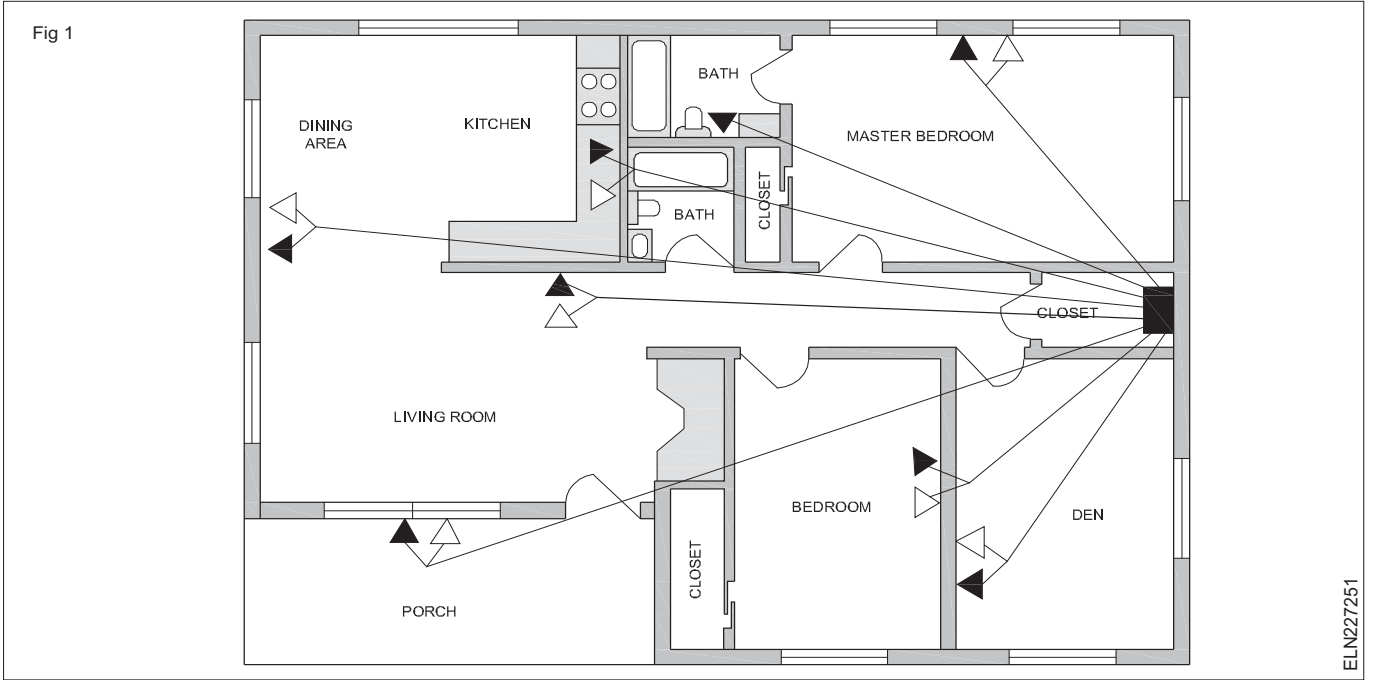 Fig 1
BATH
DINING
AREA
KITCHEN
MASTER BEDROOM
CLOSET
BATH
CLOSET
LIVING ROOM
BEDROOM
DEN
CLOSET
PORCH
ELN227251